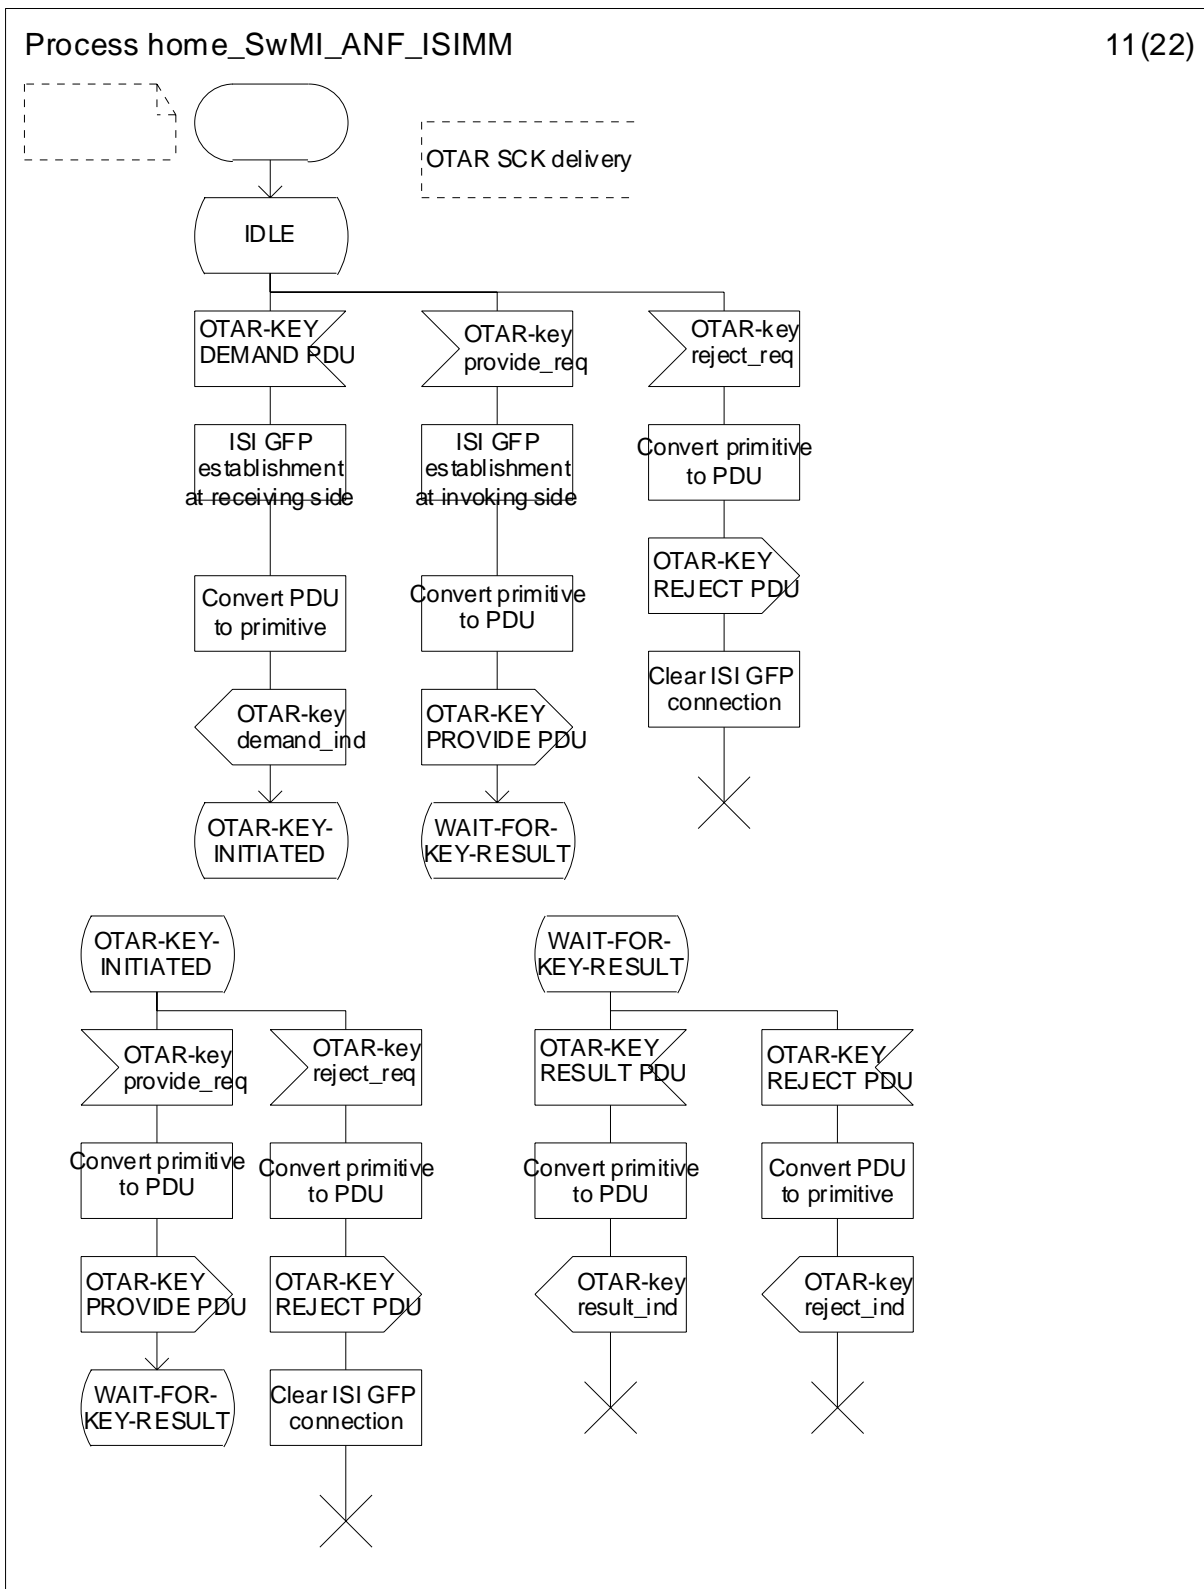 Process home_SwMI_ANF_ISIMM
11(22)
OTAR SCK delivery
IDLE
OTAR-KEY
DEMAND PDU
OTAR-key
provide_req
OTAR-key
reject_req
ISI GFP
establishment
at receiving side
ISI GFP
establishment
at invoking side
Convert primitive
to PDU
OTAR-KEY
REJECT PDU
Convert PDU
to primitive
Convert primitive
to PDU
Clear ISI GFP
connection
OTAR-key
demand_ind
OTAR-KEY
PROVIDE PDU
OTAR-KEY-
INITIATED
WAIT-FOR-
KEY-RESULT
OTAR-KEY-
INITIATED
WAIT-FOR-
KEY-RESULT
OTAR-key
provide_req
OTAR-key
reject_req
OTAR-KEY
RESULT PDU
OTAR-KEY
REJECT PDU
Convert primitive
to PDU
Convert primitive
to PDU
Convert primitive
to PDU
Convert PDU
to primitive
OTAR-KEY
PROVIDE PDU
OTAR-KEY
REJECT PDU
OTAR-key
result_ind
OTAR-key
reject_ind
WAIT-FOR-
KEY-RESULT
Clear ISI GFP
connection